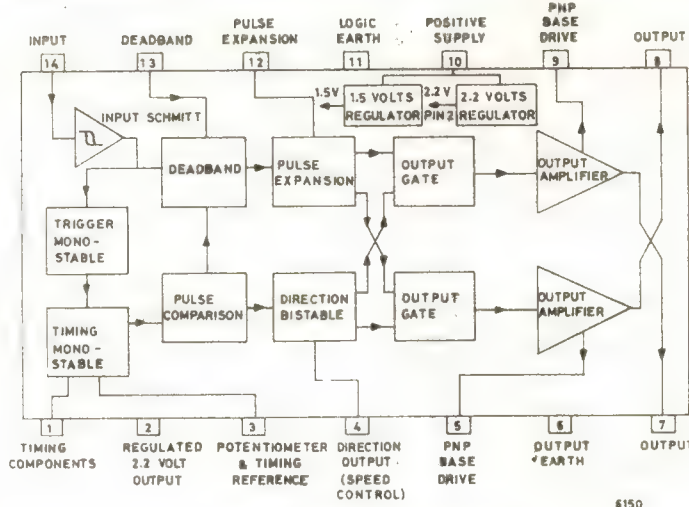 INPUT
DEADBAND
PULSE
EXPANSION
LOGIC
EARTH
POSITIVE
SUPPLY
PNP
BASE
DRIVE
OUTPUT
14
13
12
11
10
9
8
1.5V
1.5 VOLTS
REGULATOR
2.2 V
PIN 2
2.2 VOLTS
REGULATOR
INPUT SCHMITT
DEADBAND
PULSE
EXPANSION
OUTPUT
GATE
OUTPUT
AMPLIFIER
TRIGGER
MONO-
STABLE
TIMING
MONO-
STABLE
PULSE
COMPARISON
DIRECTION
BISTABLE
OUTPUT
GATE
OUTPUT
AMPLIFIER
1
2
3
4
5
6
7
TIMING
COMPONENTS
REGULATED
2.2 VOLT
OUTPUT
POTENTIOMETER
& TIMING
REFERENCE
DIRECTION
OUTPUT
(SPEED
CONTROL)
PNP
BASE
DRIVE
OUTPUT
EARTH
OUTPUT
6150